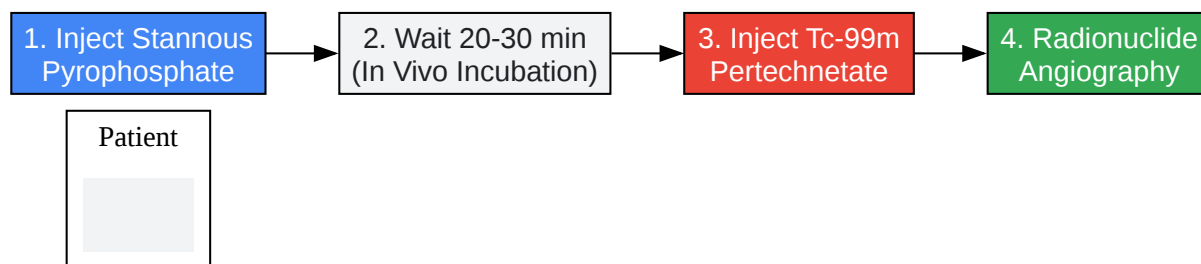 1. Inject Stannous
Pyrophosphate
2. Wait 20-30 min
(In Vivo Incubation)
3. Inject Tc-99m
Pertechnetate
4. Radionuclide
Angiography
Patient